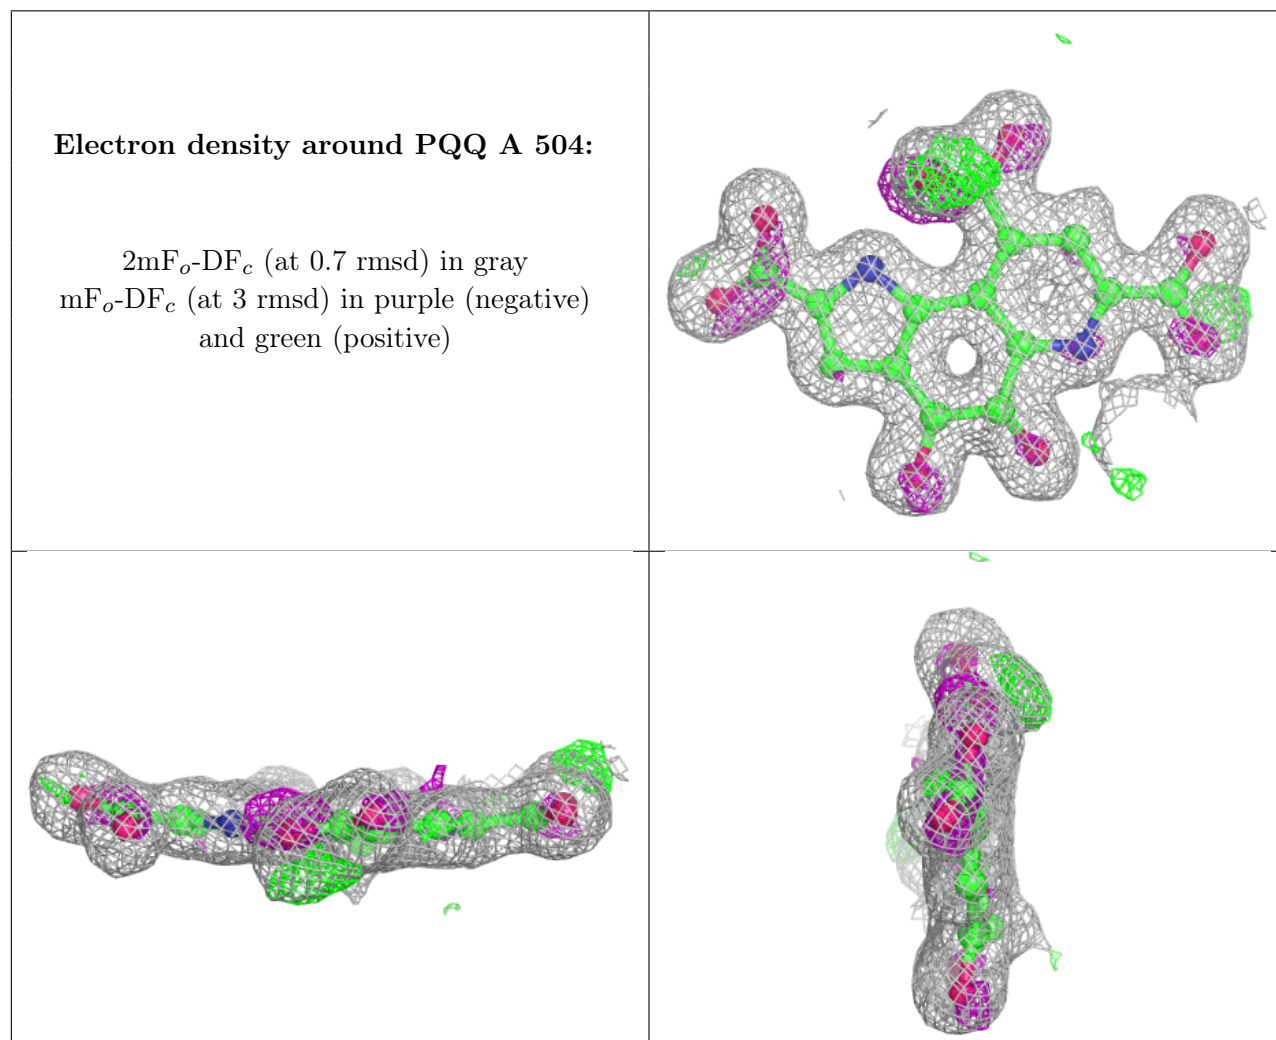 Electron density around PQQ A 504:
2mFo-DFc (at 0.7 rmsd) in gray
mFo-DFc (at 3 rmsd) in purple (negative)
and green (positive)